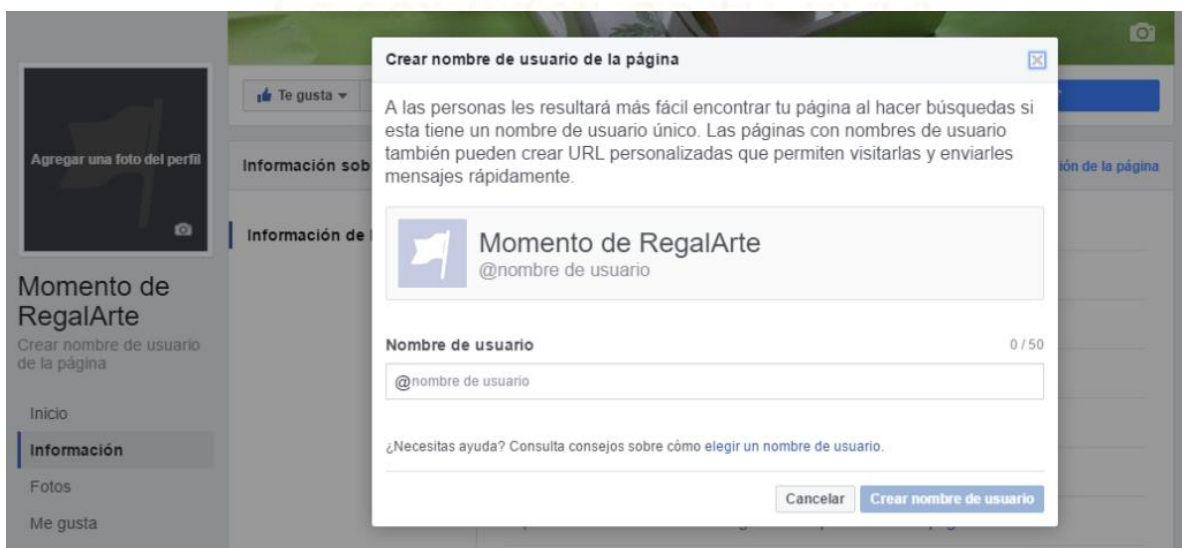 Crear nombre de usuario de la página
A las personas les resultará más fácil encontrar tu página al hacer búsquedas si
esta tiene un nombre de usuario único. Las páginas con nombres de usuario
también pueden crear URL personalizadas que permiten visitarlas y enviarles
mensajes rápidamente.
Momento de RegalArte
@nombre de usuario
Nombre de usuario 0 / 50
@nombre de usuario
¿Necesitas ayuda? Consulta consejos sobre cómo elegir un nombre de usuario.
Cancelar Crear nombre de usuario
Te gusta
Agregar una foto del perfil
Información sob
ión de la página
Información de
Momento de
RegalArte
Crear nombre de usuario
de la página
Inicio
Información
Fotos
Me gusta